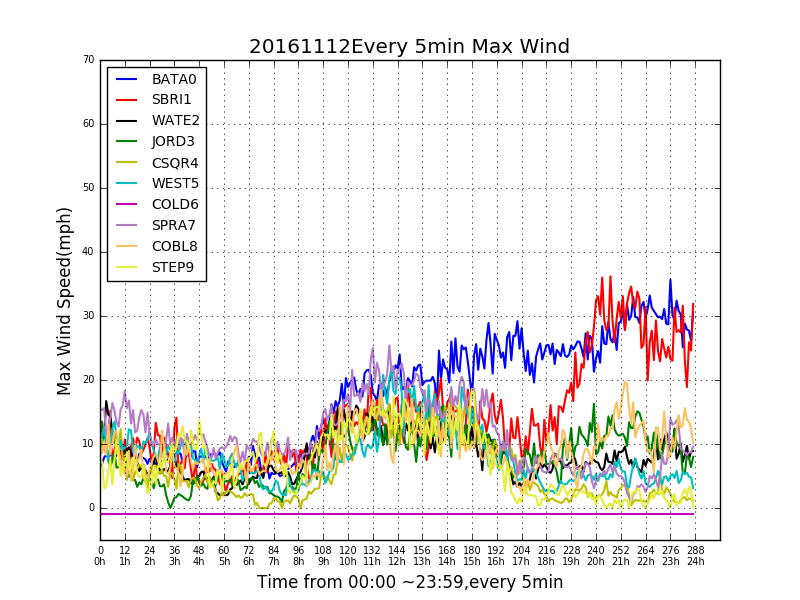 20161112Every 5min Max Wind
70
60
50
40
30
20
10
0
Max Wind Speed(mph)
BATA0
SBRI1
WATE2
JORD3
CSQR4
WEST5
COLD6
SPRA7
COBL8
STEP9
0 12 24 36 48 60 72 84 96 108 120 132 144 156 168 180 192 204 216 228 240 252 264 276 288
0h 1h 2h 3h 4h 5h 6h 7h 8h 9h 10h 11h 12h 13h 14h 15h 16h 17h 18h 19h 20h 21h 22h 23h 24h
Time from 00:00 ~23:59,every 5min